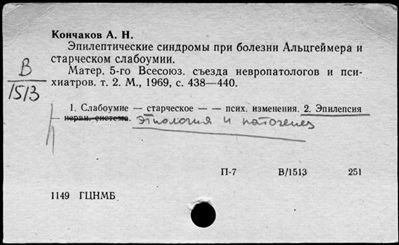 Кончаков А. Н.
Эпилептические синдромы при болезни Альцгеймера и
старческом слабоумии.
В
1513
Матер. 5-го Всесоюз. съезда невропатологов и пси-
хиатров. т. 2. М., 1969, с. 438—440.
1. Слабоумие — старческое — — псих. изменения. 2. Эпилепсия
нервн. система. этиология и патогенез
П-7 В/1513 251
1149 ГЦНМБ